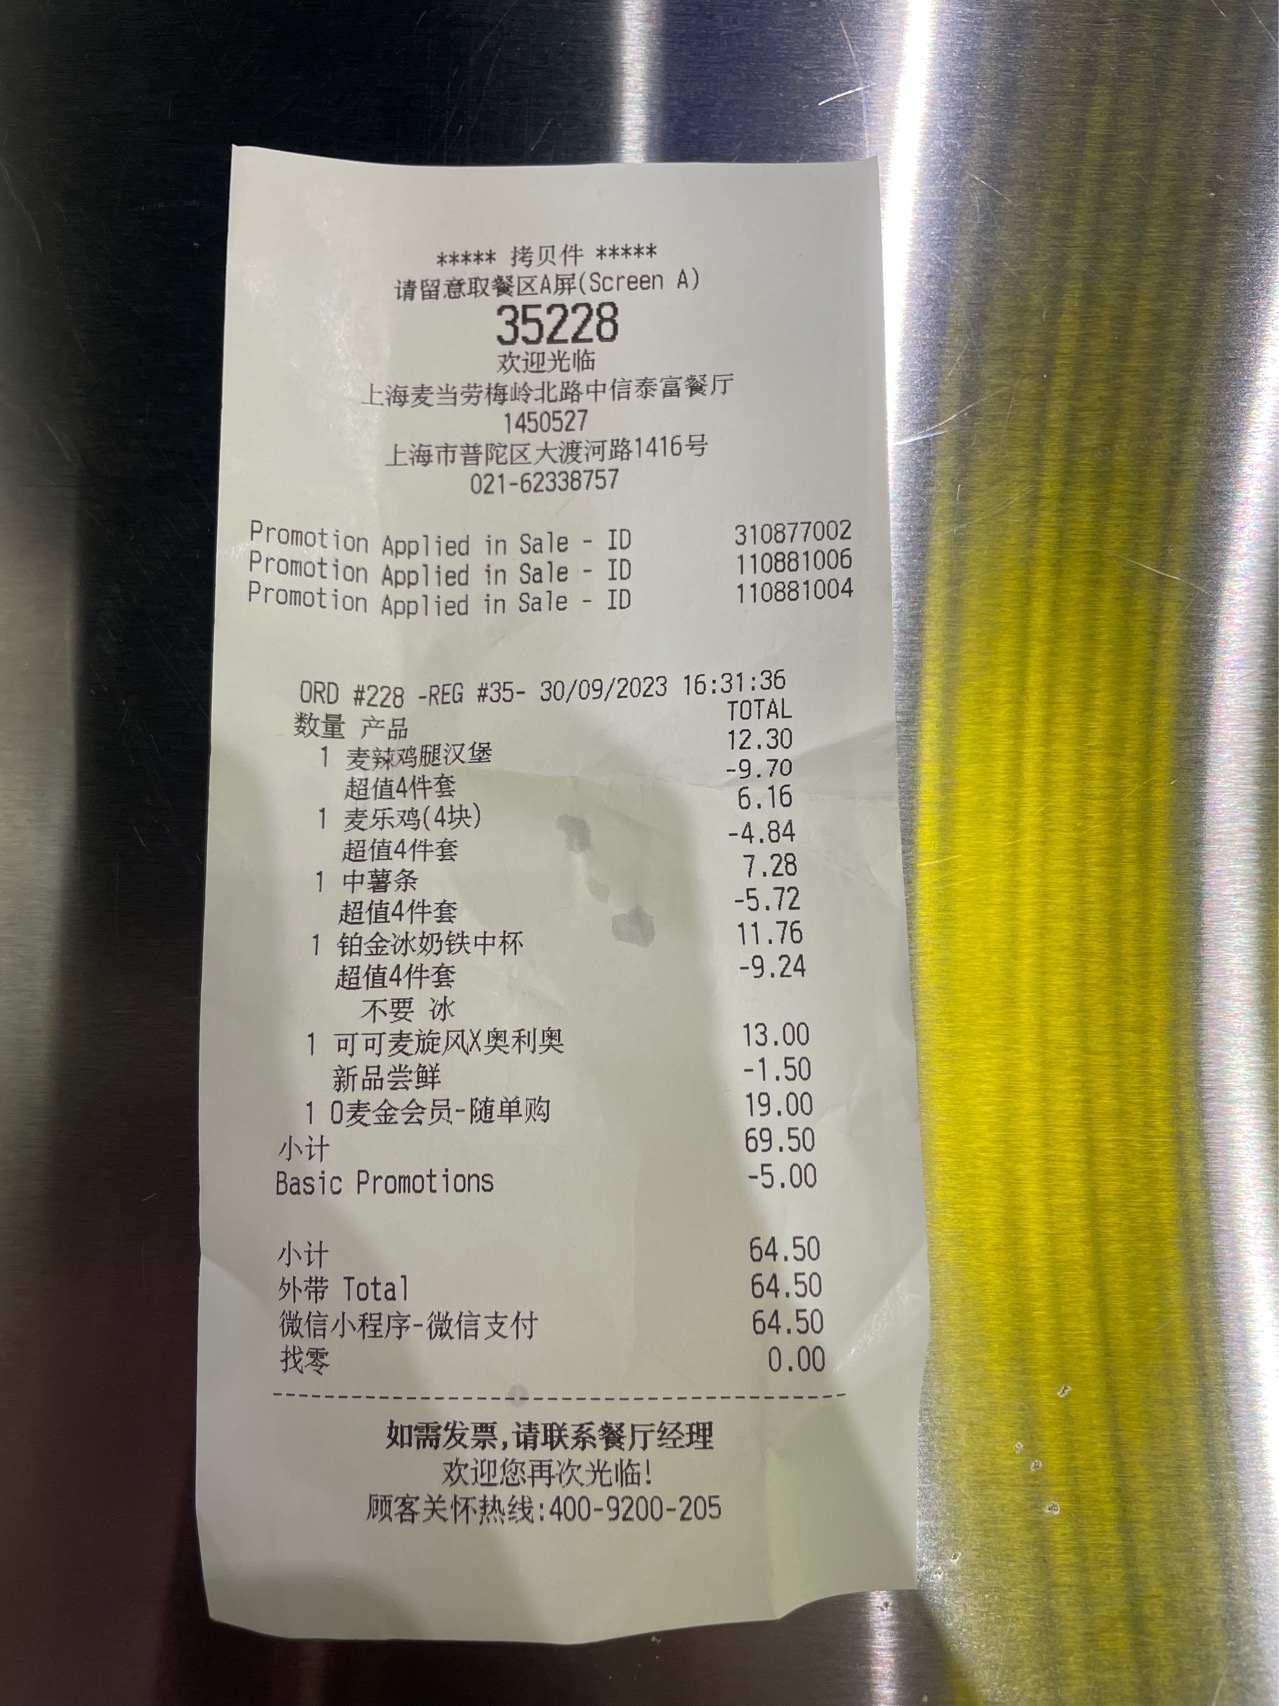 ***** 拷贝件 *****
请留意取餐区A屏(Screen A)
35228
欢迎光临
上海麦当劳梅岭北路中信泰富餐厅
1450527
上海市普陀区大渡河路1416号
021-62338757
Promotion Applied in Sale - ID 310877002
Promotion Applied in Sale - ID 110881006
Promotion Applied in Sale - ID 110881004
ORD #228 -REG #35- 30/09/2023 16:31:36
数量 产品 TOTAL
1 麦辣鸡腿汉堡 12.30
超值4件套 -9.70
1 麦乐鸡(4块) 6.16
超值4件套 -4.84
1 中薯条 7.28
超值4件套 -5.72
1 铂金冰奶铁中杯 11.76
超值4件套 -9.24
不要 冰
1 可可麦旋风X奥利奥 13.00
新品尝鲜 -1.50
1 O麦金会员-随单购 19.00
小计 69.50
Basic Promotions -5.00
小计 64.50
外带 Total 64.50
微信小程序-微信支付 64.50
找零 0.00
如需发票,请联系餐厅经理
欢迎您再次光临!
顾客关怀热线:400-9200-205